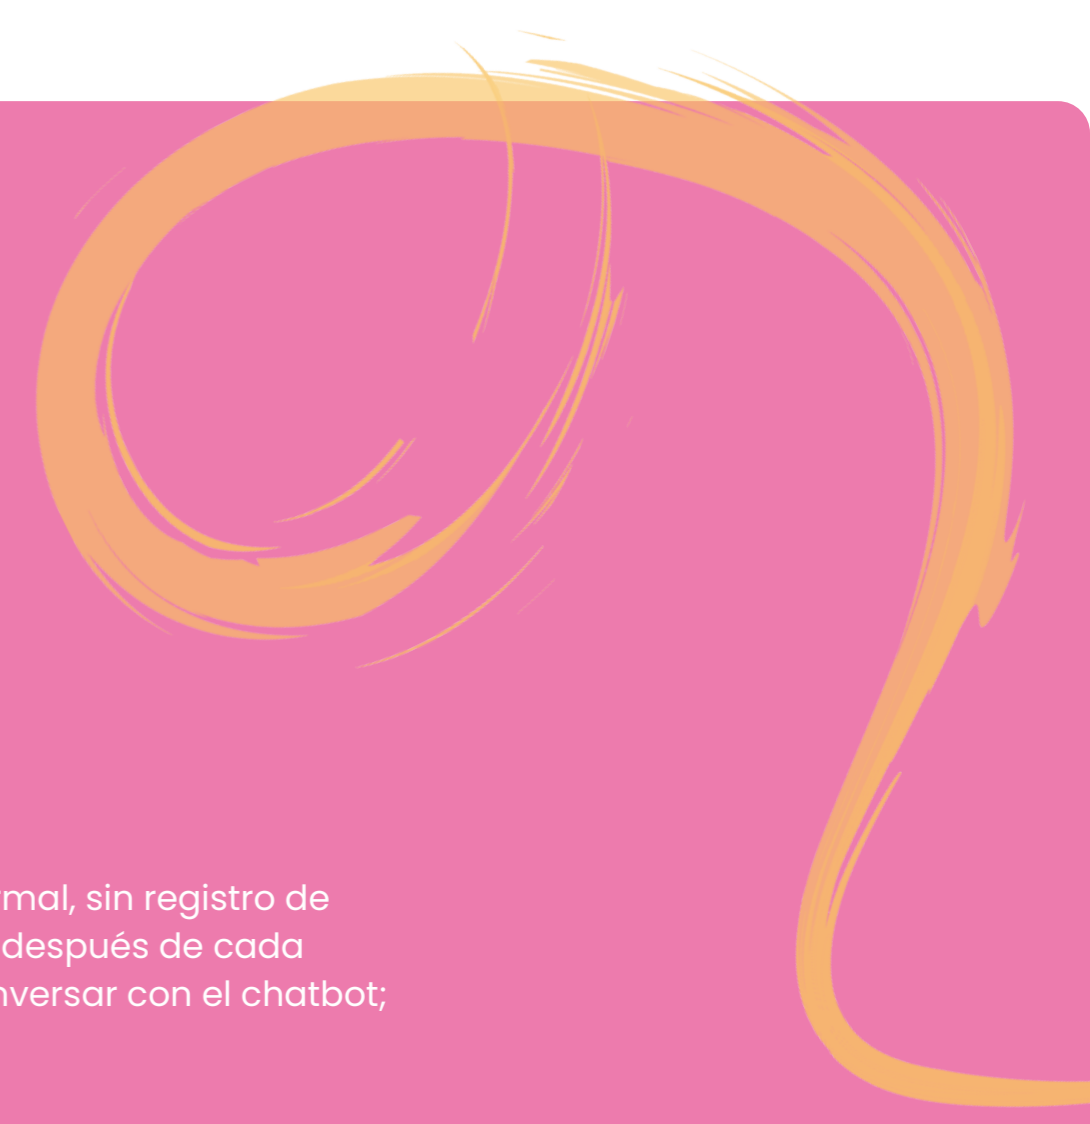 rmal, sin registro de
después de cada
nversar con el chatbot;